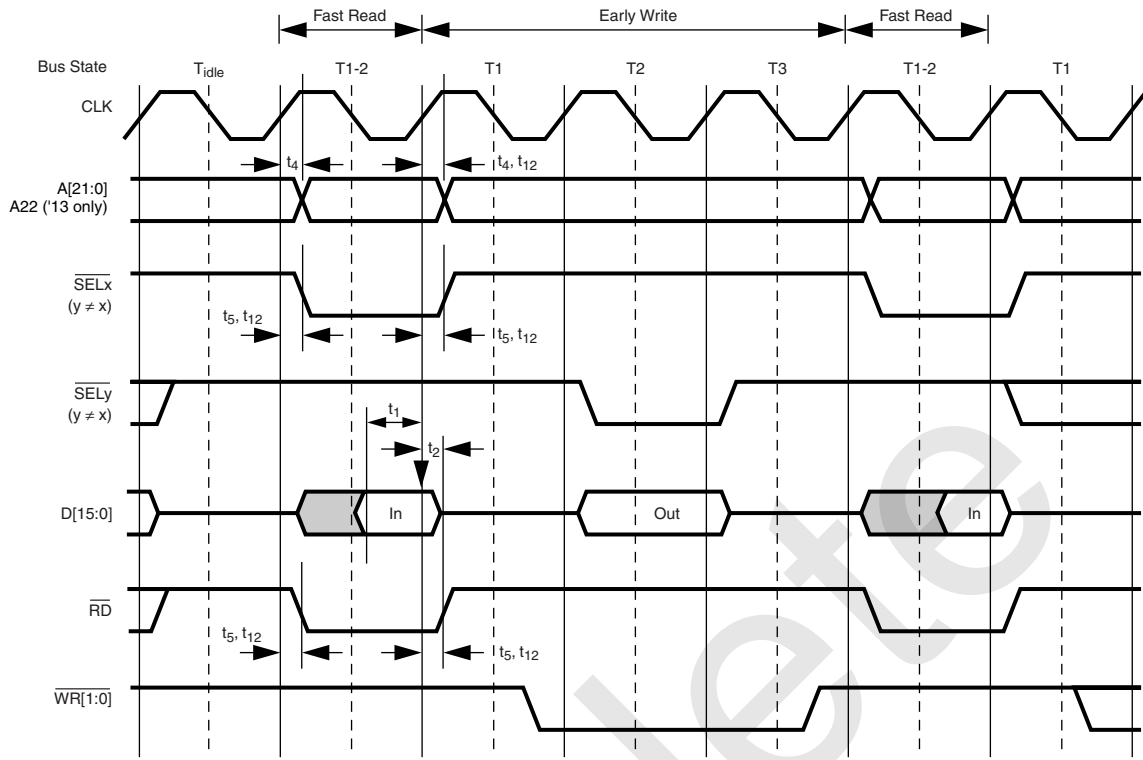 Fast Read
Early Write
Fast Read
Bus State
T_idle
T1-2
T1
T2
T3
T1-2
T1
CLK
t4
t4, t12
A[21:0]
A22 ('13 only)
SELx
(y ≠ x)
t5, t12
t5, t12
SELy
(y ≠ x)
t1
t2
D[15:0]
In
Out
In
RD
t5, t12
t5, t12
WR[1:0]
lete